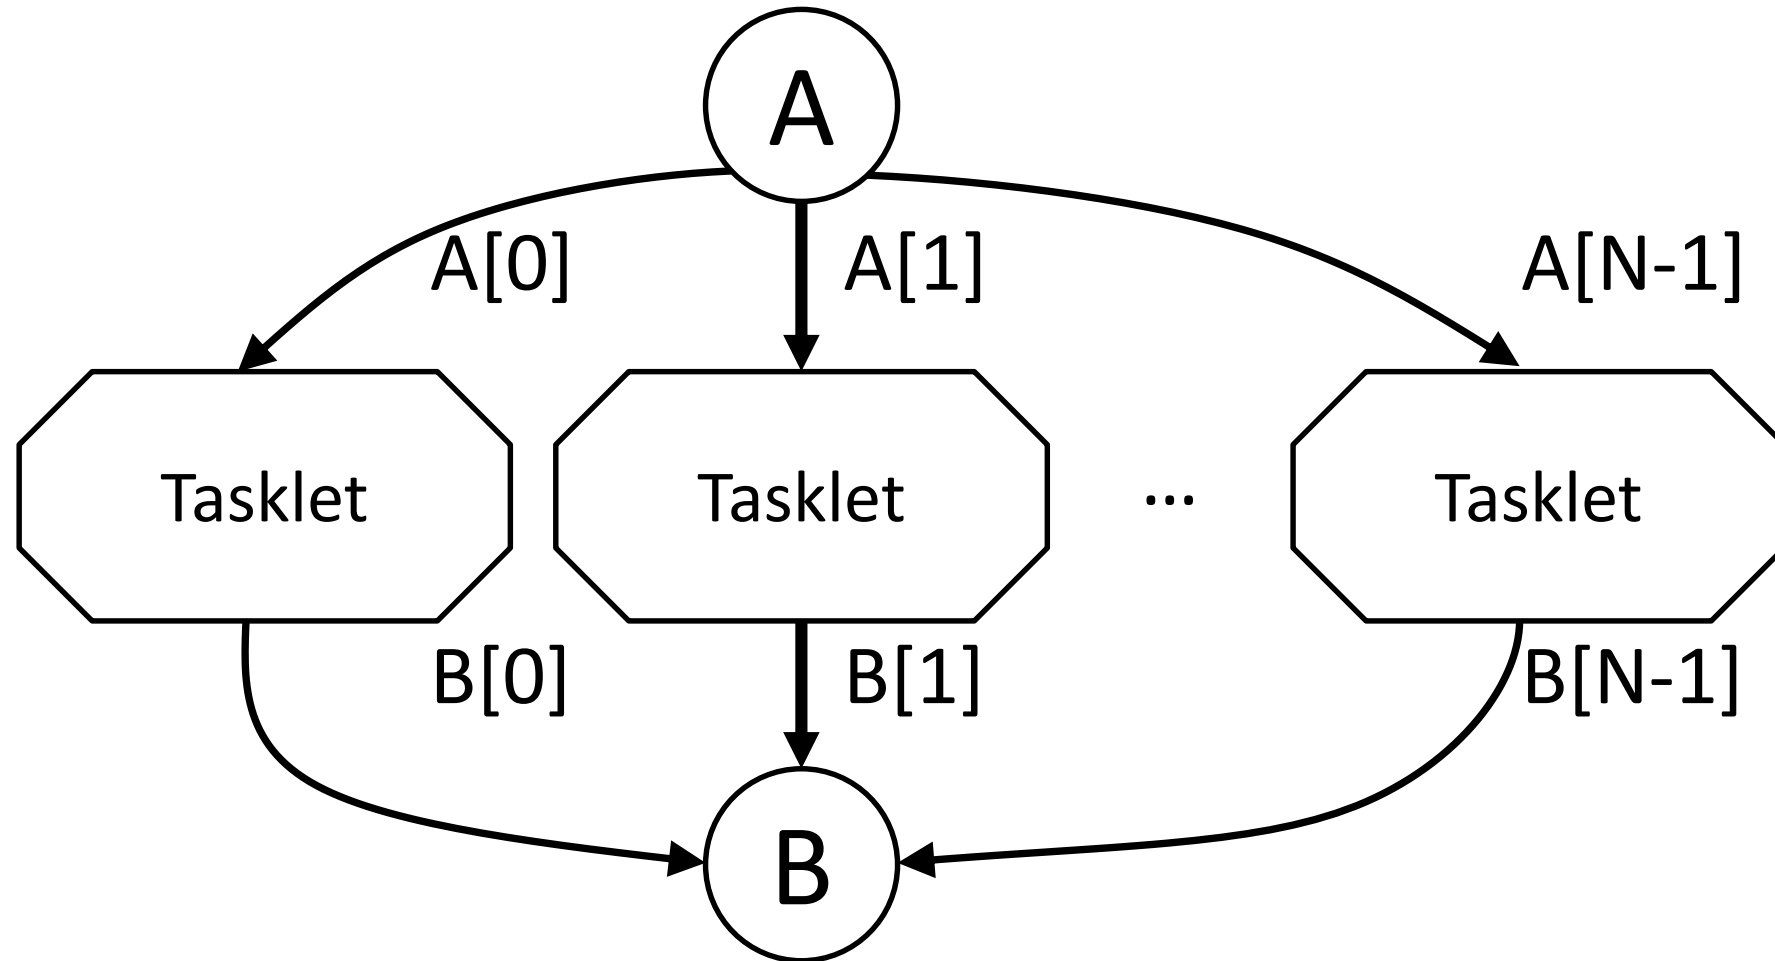 A
A[0] A[1] A[N-1]
Tasklet Tasklet ... Tasklet
B[0] B[1] B[N-1]
B